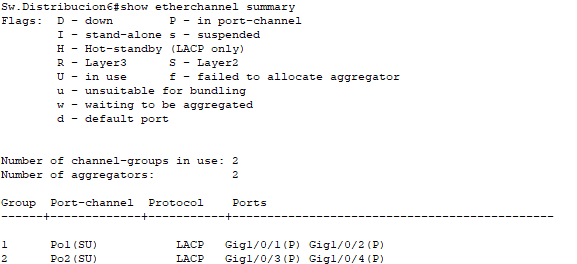 Sw.Distribucion6#show etherchannel summary
Flags:  D - down        P - in port-channel
        I - stand-alone s - suspended
        H - Hot-standby (LACP only)
        R - Layer3      S - Layer2
        U - in use      f - failed to allocate aggregator
        u - unsuitable for bundling
        w - waiting to be aggregated
        d - default port
Number of channel-groups in use: 2
Number of aggregators:           2
Group  Port-channel  Protocol    Ports
------+-------------+-----------+----------------------------------------------
1      Po1(SU)           LACP   Gig1/0/1(P) Gig1/0/2(P)
2      Po2(SU)           LACP   Gig1/0/3(P) Gig1/0/4(P)